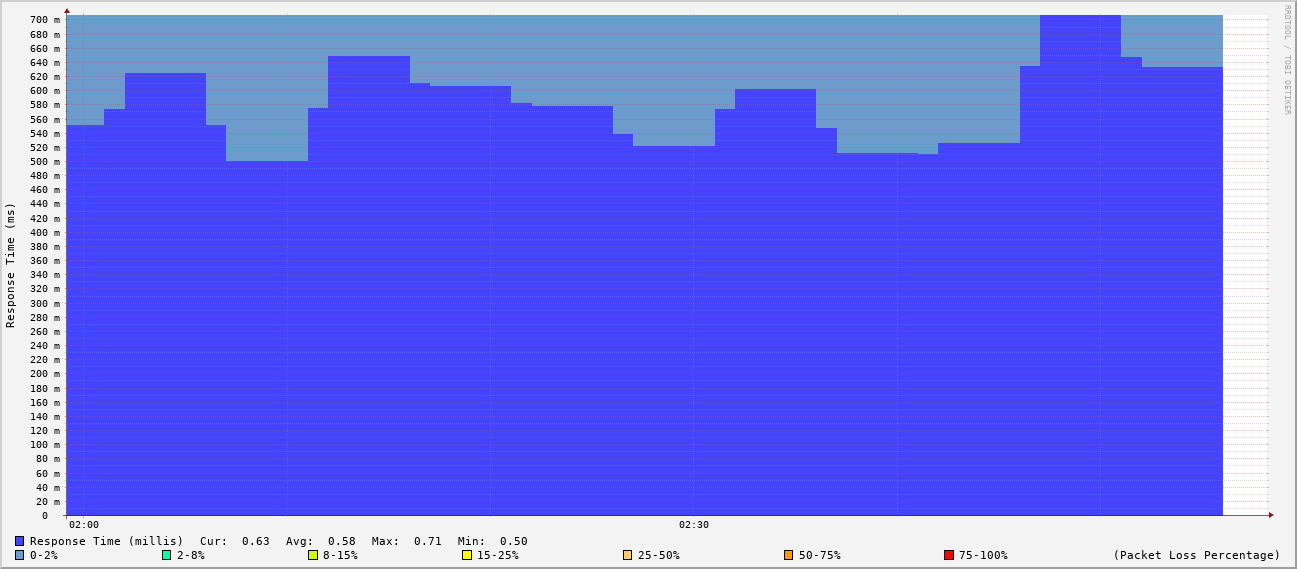 700 m
680 m
660 m
640 m
620 m
600 m
580 m
560 m
540 m
520 m
500 m
480 m
460 m
440 m
420 m
400 m
380 m
360 m
340 m
320 m
300 m
280 m
260 m
240 m
220 m
200 m
180 m
160 m
140 m
120 m
100 m
80 m
60 m
40 m
20 m
0
Response Time (ms)
RRDTOOL / TOBI OETIKER
02:00 02:30
Response Time (millis) Cur: 0.63 Avg: 0.58 Max: 0.71 Min: 0.50
0-2% 2-8% 8-15% 15-25% 25-50% 50-75% 75-100% (Packet Loss Percentage)